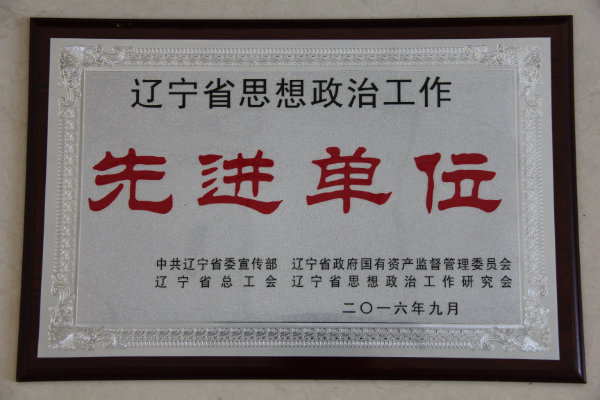 辽宁省思想政治工作
先进单位
中共辽宁省委宣传部 辽宁省政府国有资产监督管理委员会
辽宁省总工会 辽宁省思想政治工作研究会
二〇一六年九月